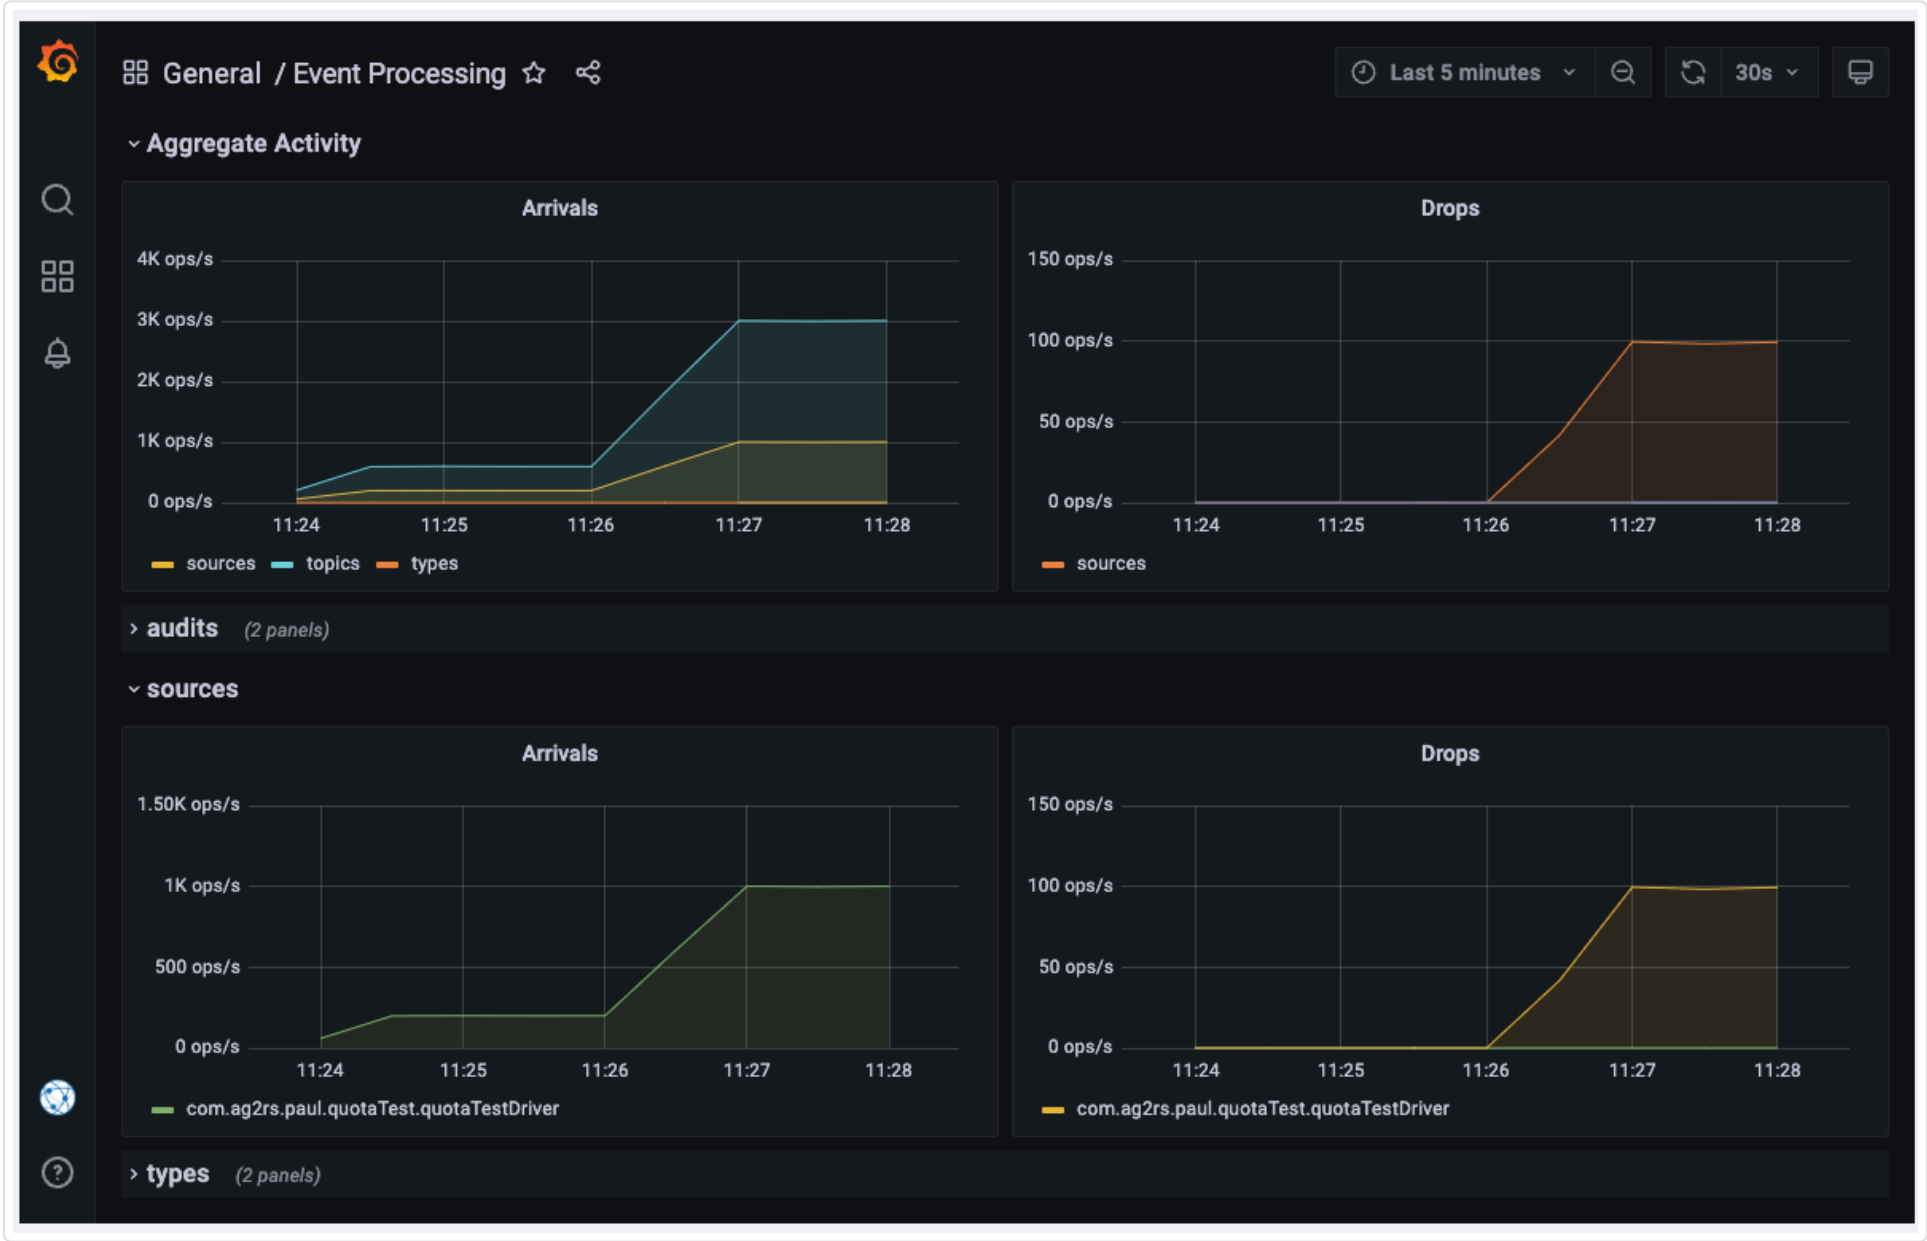 General / Event Processing
Last 5 minutes
30s
Aggregate Activity
Arrivals
4K ops/s
3K ops/s
2K ops/s
1K ops/s
0 ops/s
11:24 11:25 11:26 11:27 11:28
sources topics types
Drops
150 ops/s
100 ops/s
50 ops/s
0 ops/s
11:24 11:25 11:26 11:27 11:28
sources
audits (2 panels)
sources
Arrivals
1.50K ops/s
1K ops/s
500 ops/s
0 ops/s
11:24 11:25 11:26 11:27 11:28
com.ag2rs.paul.quotaTest.quotaTestDriver
Drops
150 ops/s
100 ops/s
50 ops/s
0 ops/s
11:24 11:25 11:26 11:27 11:28
com.ag2rs.paul.quotaTest.quotaTestDriver
types (2 panels)